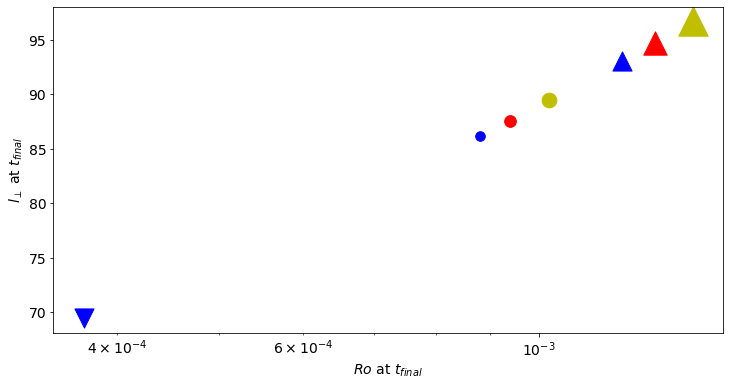 95
90
85
80
75
70
l⊥ at t_final
4 × 10⁻⁴
6 × 10⁻⁴
10⁻³
Ro at t_final